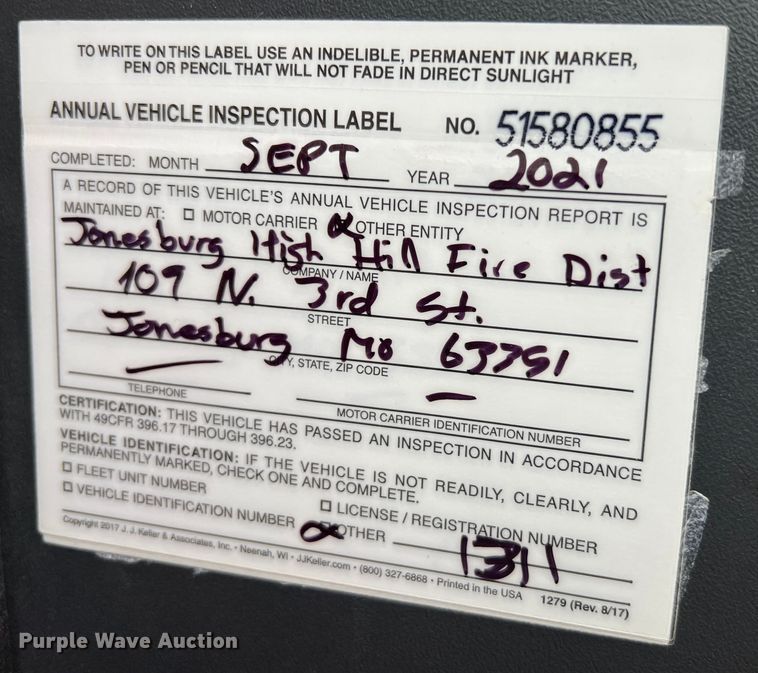 TO WRITE ON THIS LABEL USE AN INDELIBLE, PERMANENT INK MARKER,
PEN OR PENCIL THAT WILL NOT FADE IN DIRECT SUNLIGHT
ANNUAL VEHICLE INSPECTION LABEL NO. 51580855
COMPLETED: MONTH SEPT YEAR 2021
A RECORD OF THIS VEHICLE'S ANNUAL VEHICLE INSPECTION REPORT IS
MAINTAINED AT: ☐ MOTOR CARRIER ☒ OTHER ENTITY
Jonesburg High Hill Fire Dist
COMPANY / NAME
109 N. 3rd St.
STREET
Jonesburg Mo 63351
CITY, STATE, ZIP CODE
— —
TELEPHONE MOTOR CARRIER IDENTIFICATION NUMBER
CERTIFICATION: THIS VEHICLE HAS PASSED AN INSPECTION IN ACCORDANCE
WITH 49CFR 396.17 THROUGH 396.23.
VEHICLE IDENTIFICATION: IF THE VEHICLE IS NOT READILY, CLEARLY, AND
PERMANENTLY MARKED, CHECK ONE AND COMPLETE.
☐ FLEET UNIT NUMBER ☐ LICENSE / REGISTRATION NUMBER
☐ VEHICLE IDENTIFICATION NUMBER ☒ OTHER 1311
Copyright 2017 J. J. Keller & Associates, Inc. • Neenah, WI • JJKeller.com • (800) 327-6868 • Printed in the USA 1279 (Rev. 8/17)
Purple Wave Auction